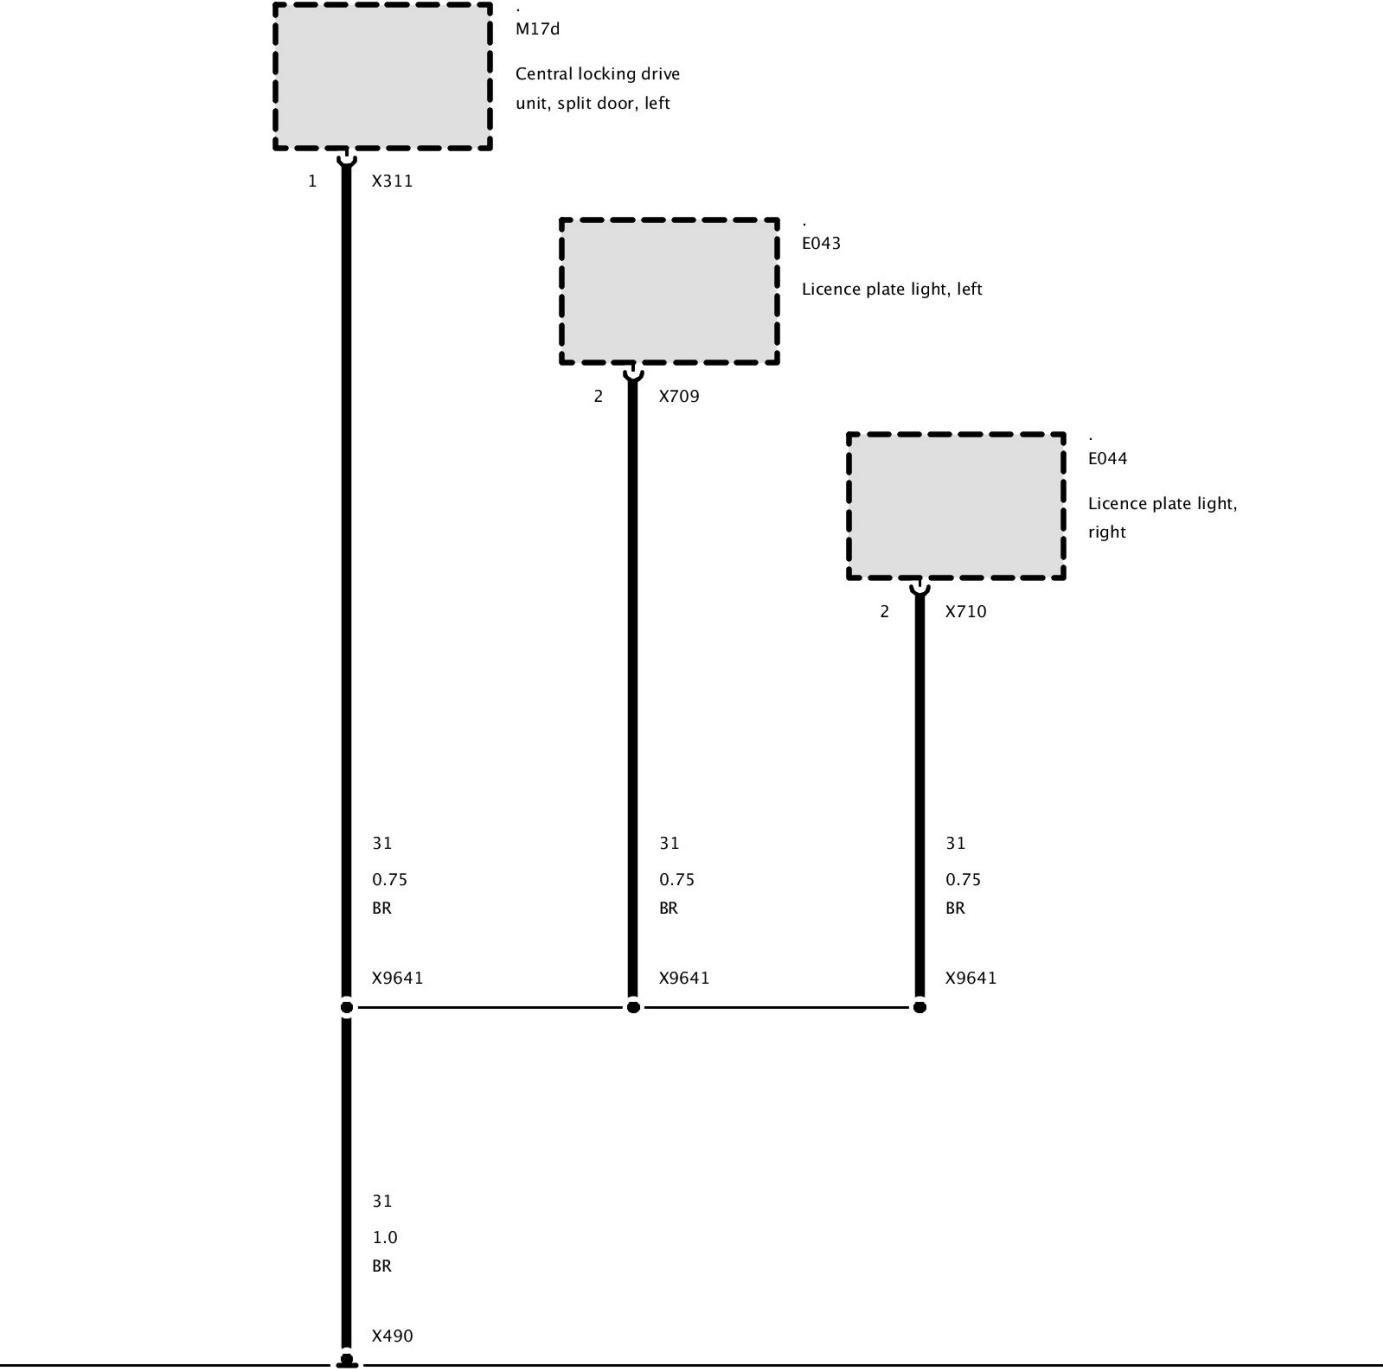 .
M17d
Central locking drive
unit, split door, left
1 X311
.
E043
Licence plate light, left
2 X709
.
E044
Licence plate light,
right
2 X710
31 31 31
0.75 0.75 0.75
BR BR BR
X9641 X9641 X9641
31
1.0
BR
X490